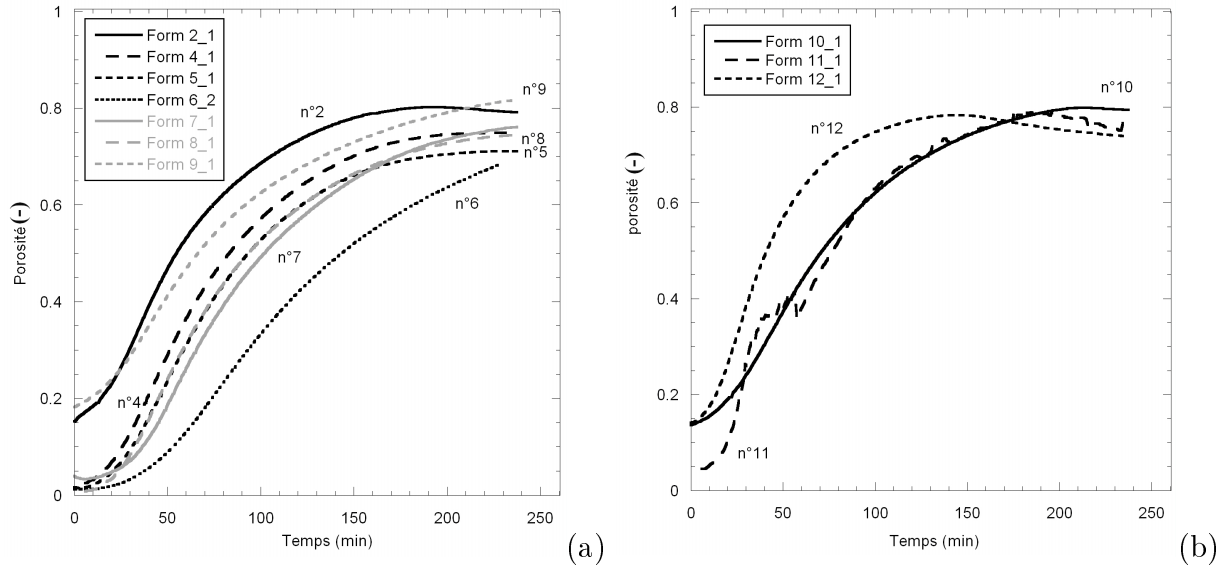 1
0.8
0.6
0.4
0.2
0
Porosité (-)
Form 2_1
Form 4_1
Form 5_1
Form 6_2
Form 7_1
Form 8_1
Form 9_1
n°2
n°9
n°8
n°5
n°6
n°7
n°4
0 50 100 150 200 250
Temps (min)
(a)
1
0.8
0.6
0.4
0.2
0
porosité (-)
Form 10_1
Form 11_1
Form 12_1
n°10
n°12
n°11
0 50 100 150 200 250
Temps (min)
(b)